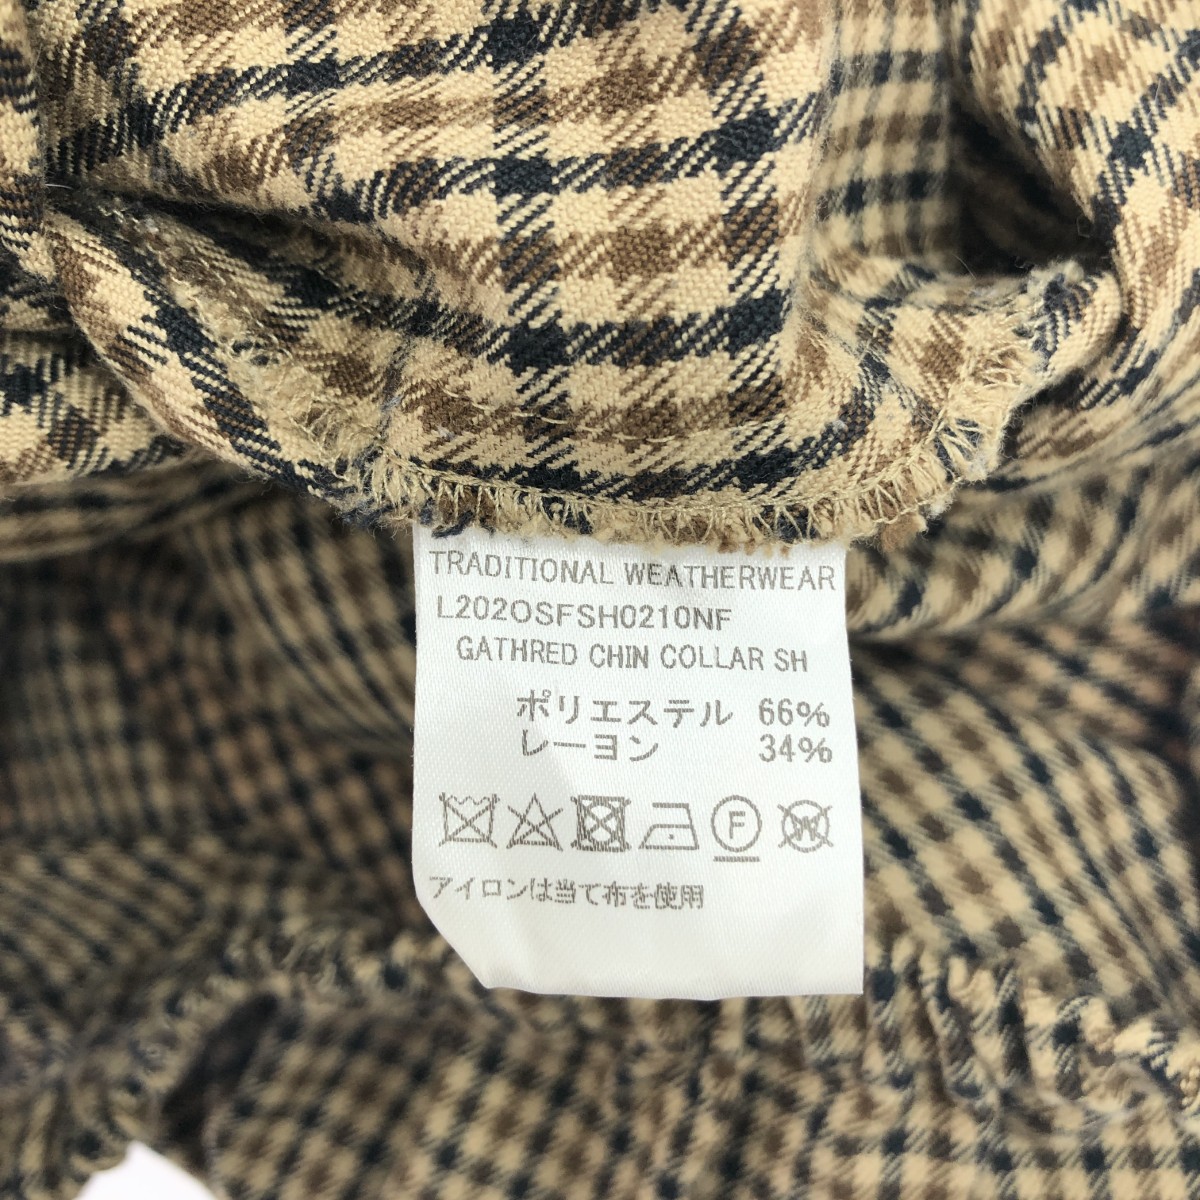 TRADITIONAL WEATHERWEAR
L202OSFSH0210NF
GATHRED CHIN COLLAR SH
ポリエステル 66%
レーヨン 34%
F W
アイロンは当て布を使用